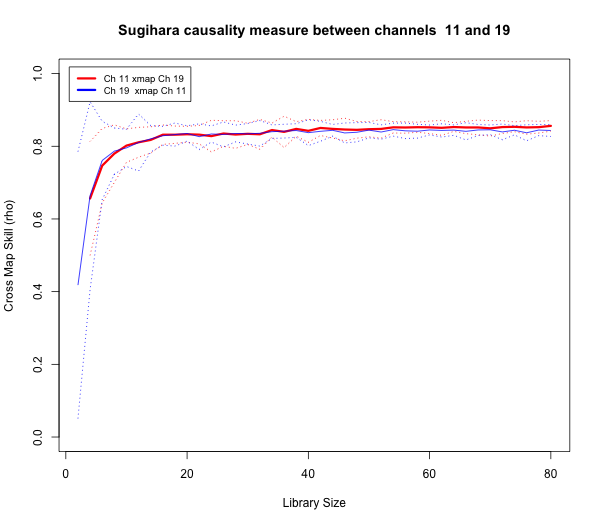 Sugihara causality measure between channels  11 and 19
Ch 11 xmap Ch 19
Ch 19  xmap Ch 11
1.0
0.8
0.6
0.4
0.2
0.0
Cross Map Skill (rho)
0
20
40
60
80
Library Size